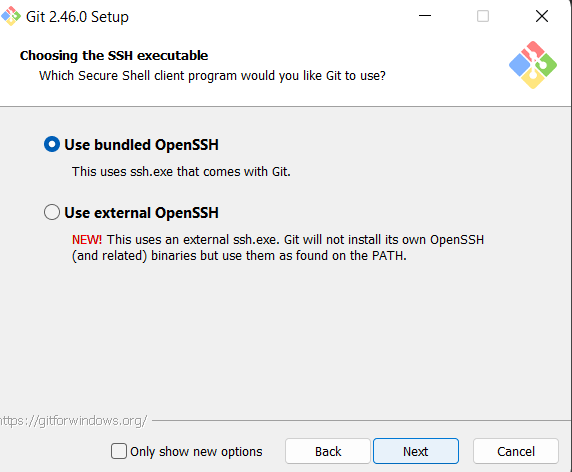 Git 2.46.0 Setup
Choosing the SSH executable
Which Secure Shell client program would you like Git to use?
Use bundled OpenSSH
This uses ssh.exe that comes with Git.
Use external OpenSSH
NEW! This uses an external ssh.exe. Git will not install its own OpenSSH
(and related) binaries but use them as found on the PATH.
https://gitforwindows.org/
Only show new options
Back
Next
Cancel